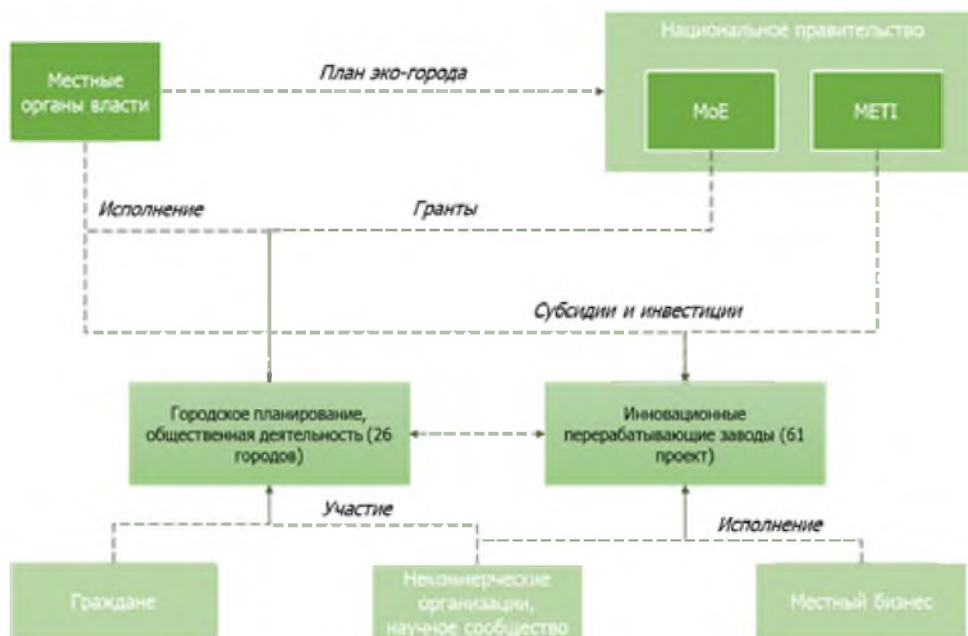 Национальное правительство
Местные
органы власти
План эко-города
MoE
METI
Исполнение
Гранты
Субсидии и инвестиции
Городское планирование,
общественная деятельность (26
городов)
Инновационные
перерабатывающие заводы (61
проект)
Участие
Исполнение
Граждане
Некоммерческие
организации,
научное сообщество
Местный бизнес